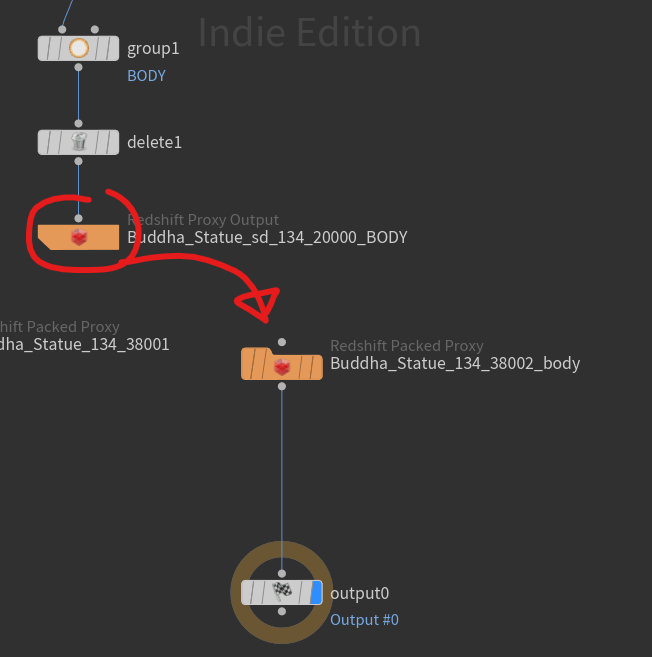 Indie Edition
group1
BODY
delete1
Redshift Proxy Output
Buddha_Statue_sd_134_20000_BODY
hift Packed Proxy
dha_Statue_134_38001
Redshift Packed Proxy
Buddha_Statue_134_38002_body
output0
Output #0